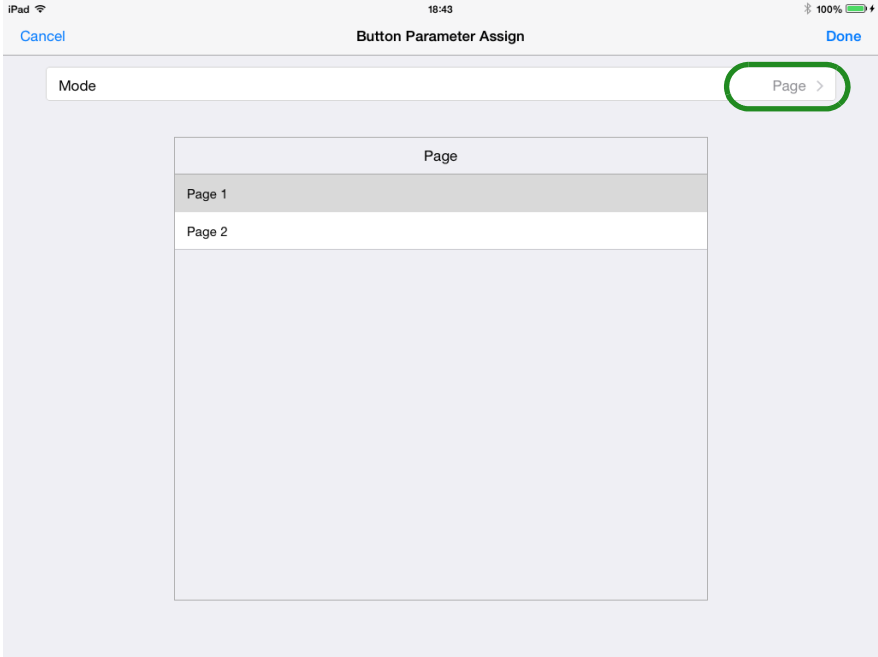 iPad 18:43 100%
Cancel Button Parameter Assign Done
Mode Page
Page
Page 1
Page 2